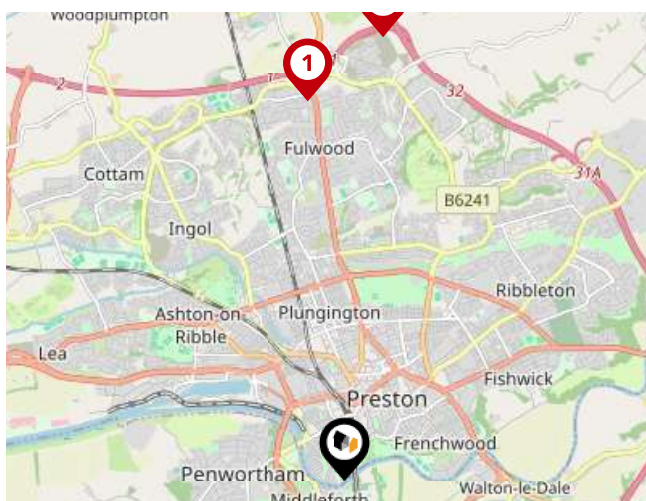 Woodplumpton
1
2
1
32
Fulwood
Cottam
31A
B6241
Ingol
Ribbleton
Ashton-on
Ribble
Plungington
Lea
Fishwick
Preston
Frenchwood
Penwortham
Walton-le-Dale
Middleforth